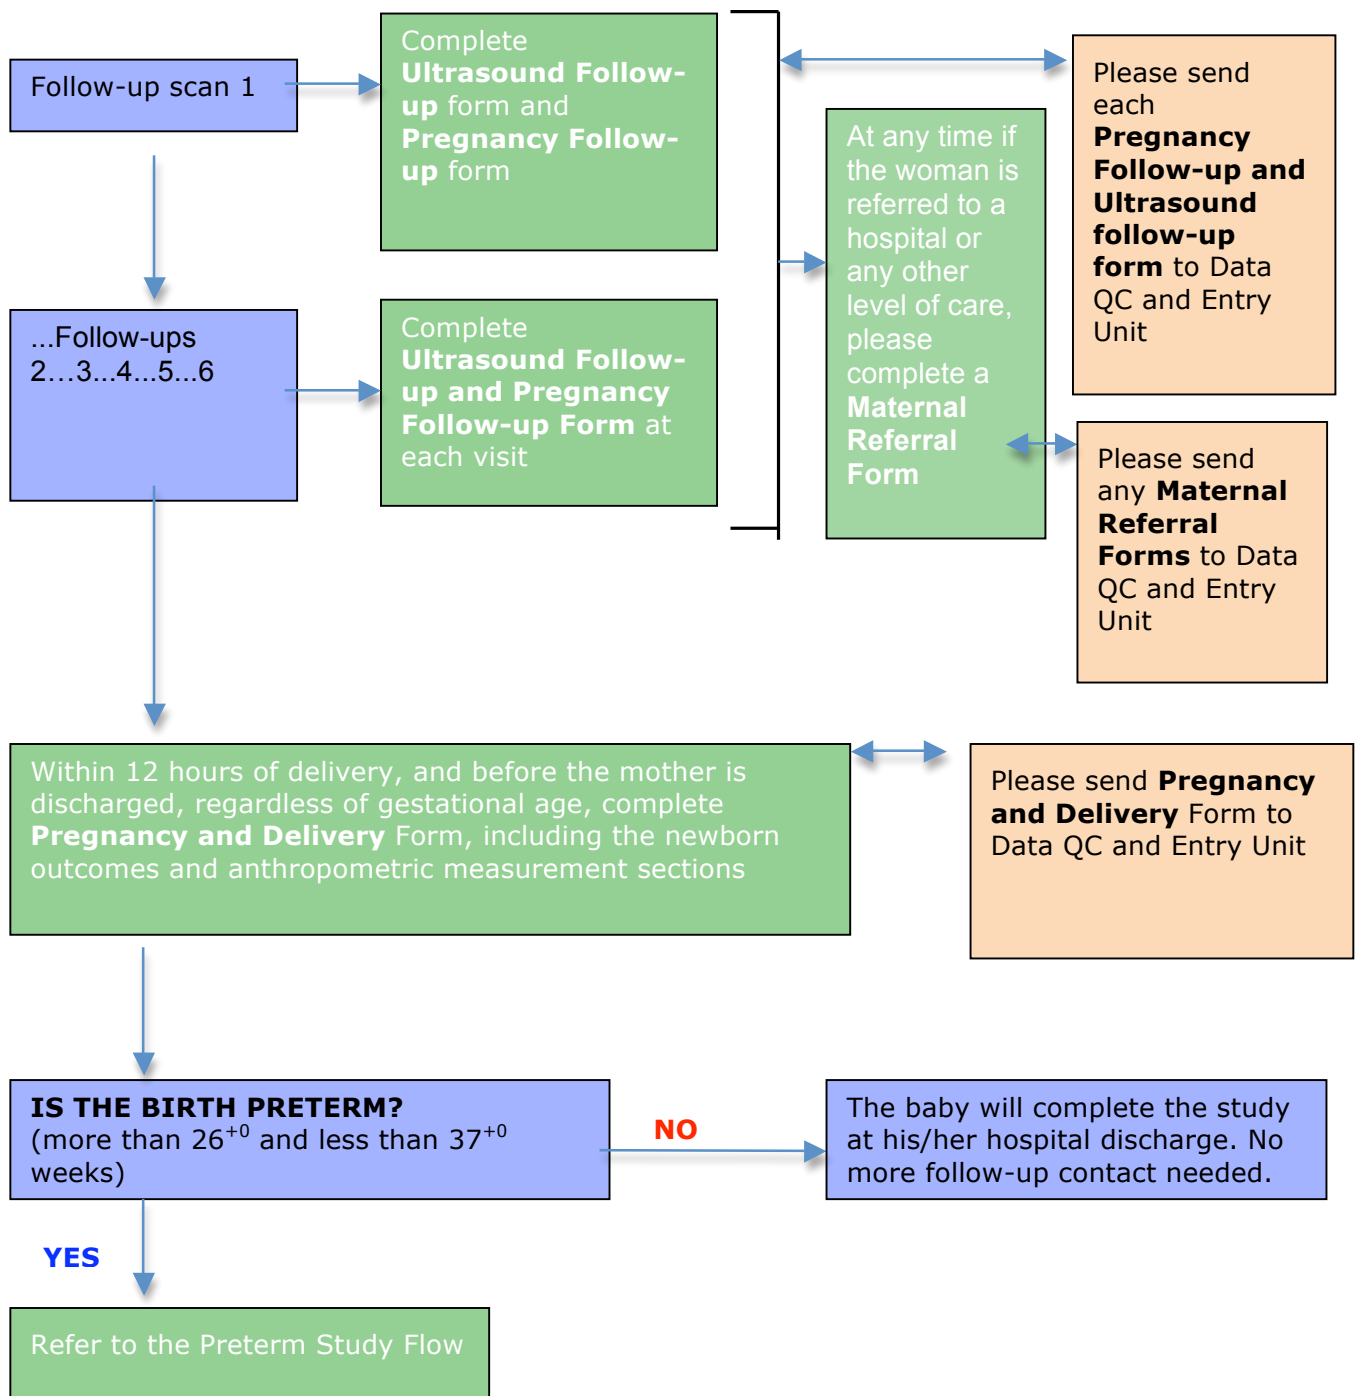 Follow-up scan 1
Complete
Ultrasound Follow-
up form and
Pregnancy Follow-
up form
At any time if
the woman is
referred to a
hospital or
any other
level of care,
please
complete a
Maternal
Referral
Form
Please send
each
Pregnancy
Follow-up and
Ultrasound
follow-up
form to Data
QC and Entry
Unit
...Follow-ups
2…3...4...5...6
Complete
Ultrasound Follow-
up and Pregnancy
Follow-up Form at
each visit
Please send
any Maternal
Referral
Forms to Data
QC and Entry
Unit
Within 12 hours of delivery, and before the mother is
discharged, regardless of gestational age, complete
Pregnancy and Delivery Form, including the newborn
outcomes and anthropometric measurement sections
Please send Pregnancy
and Delivery Form to
Data QC and Entry Unit
IS THE BIRTH PRETERM?
(more than 26⁺⁰ and less than 37⁺⁰
weeks)
NO
The baby will complete the study
at his/her hospital discharge. No
more follow-up contact needed.
YES
Refer to the Preterm Study Flow